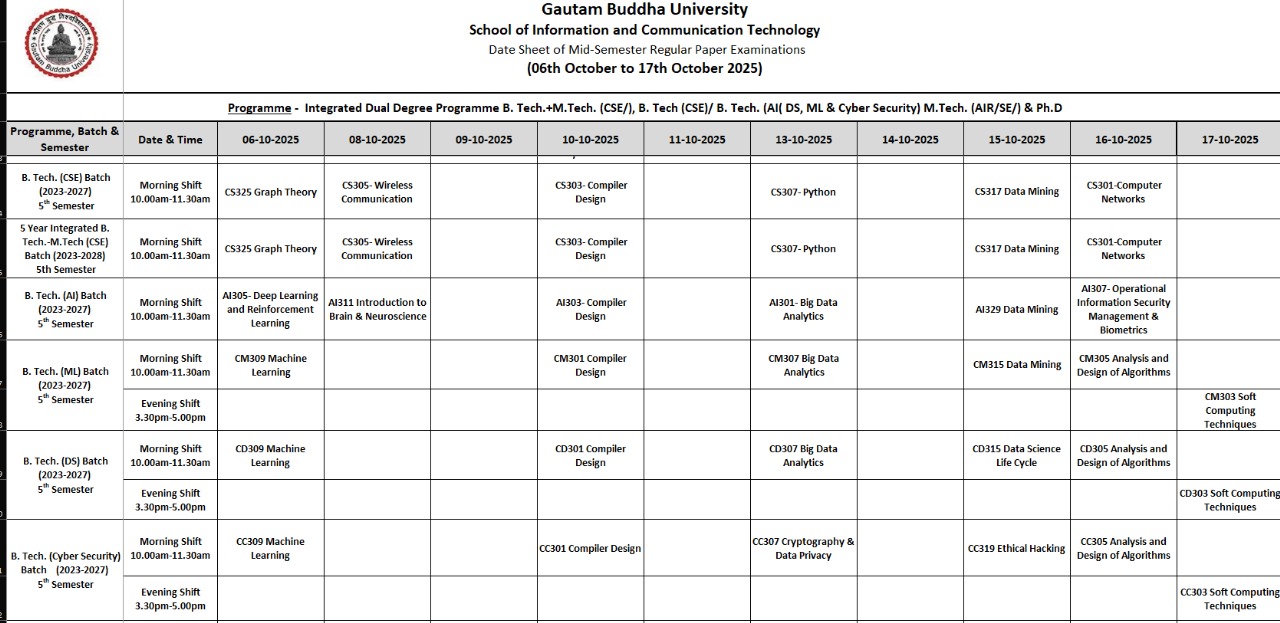 Gautam Buddha University
School of Information and Communication Technology
Date Sheet of Mid-Semester Regular Paper Examinations
(06th October to 17th October 2025)
Programme - Integrated Dual Degree Programme B. Tech.+M.Tech. (CSE/), B. Tech (CSE)/ B. Tech. (AI( DS, ML & Cyber Security) M.Tech. (AIR/SE/) & Ph.D
Programme, Batch &
Semester
Date & Time
06-10-2025
08-10-2025
09-10-2025
10-10-2025
11-10-2025
13-10-2025
14-10-2025
15-10-2025
16-10-2025
17-10-2025
B. Tech. (CSE) Batch
(2023-2027)
5th Semester
Morning Shift
10.00am-11.30am
CS325 Graph Theory
CS305- Wireless
Communication
CS303- Compiler
Design
CS307- Python
CS317 Data Mining
CS301-Computer
Networks
5 Year Integrated B.
Tech.-M.Tech (CSE)
Batch (2023-2028)
5th Semester
Morning Shift
10.00am-11.30am
CS325 Graph Theory
CS305- Wireless
Communication
CS303- Compiler
Design
CS307- Python
CS317 Data Mining
CS301-Computer
Networks
B. Tech. (AI) Batch
(2023-2027)
5th Semester
Morning Shift
10.00am-11.30am
AI305- Deep Learning
and Reinforcement
Learning
AI311 Introduction to
Brain & Neuroscience
AI303- Compiler
Design
AI301- Big Data
Analytics
AI329 Data Mining
AI307- Operational
Information Security
Management &
Biometrics
B. Tech. (ML) Batch
(2023-2027)
5th Semester
Morning Shift
10.00am-11.30am
CM309 Machine
Learning
CM301 Compiler
Design
CM307 Big Data
Analytics
CM315 Data Mining
CM305 Analysis and
Design of Algorithms
Evening Shift
3.30pm-5.00pm
CM303 Soft
Computing
Techniques
B. Tech. (DS) Batch
(2023-2027)
5th Semester
Morning Shift
10.00am-11.30am
CD309 Machine
Learning
CD301 Compiler
Design
CD307 Big Data
Analytics
CD315 Data Science
Life Cycle
CD305 Analysis and
Design of Algorithms
Evening Shift
3.30pm-5.00pm
CD303 Soft Computing
Techniques
B. Tech. (Cyber Security)
Batch (2023-2027)
5th Semester
Morning Shift
10.00am-11.30am
CC309 Machine
Learning
CC301 Compiler Design
CC307 Cryptography &
Data Privacy
CC319 Ethical Hacking
CC305 Analysis and
Design of Algorithms
Evening Shift
3.30pm-5.00pm
CC303 Soft Computing
Techniques